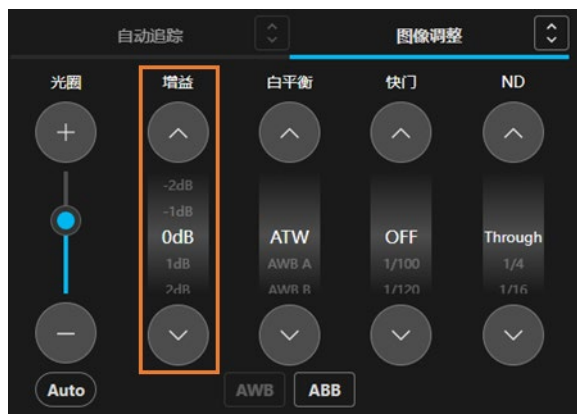 自动追踪 图像调整
光圈 增益 白平衡 快门 ND
-2dB
-1dB
0dB ATW OFF Through
1dB AWB A 1/100 1/4
2dB AWB B 1/120 1/16
Auto AWB ABB